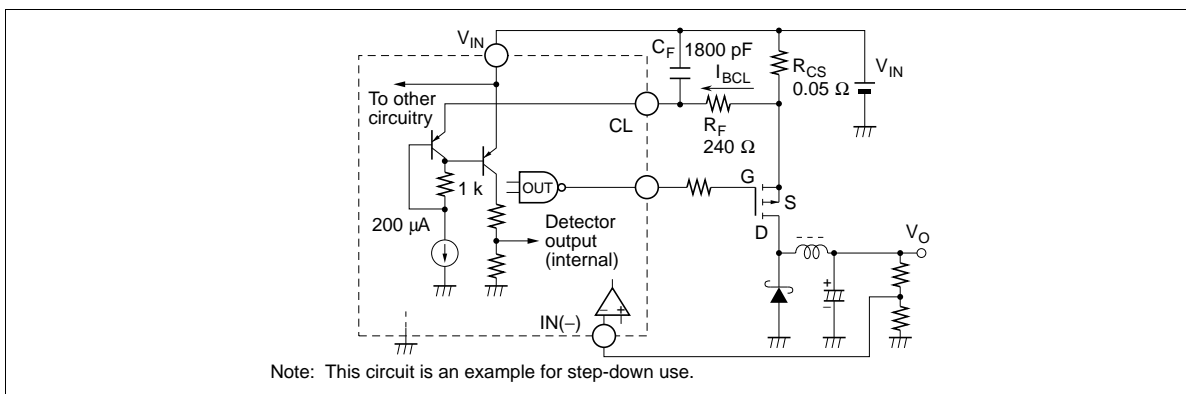 V_IN
C_F 1800 pF
R_CS
0.05 Ω
V_IN
I_BCL
To other
circuitry
CL
R_F
240 Ω
1 k
OUT
G
S
D
200 μA
Detector
output
(internal)
V_O
+
−
− +
IN(−)
Note: This circuit is an example for step-down use.